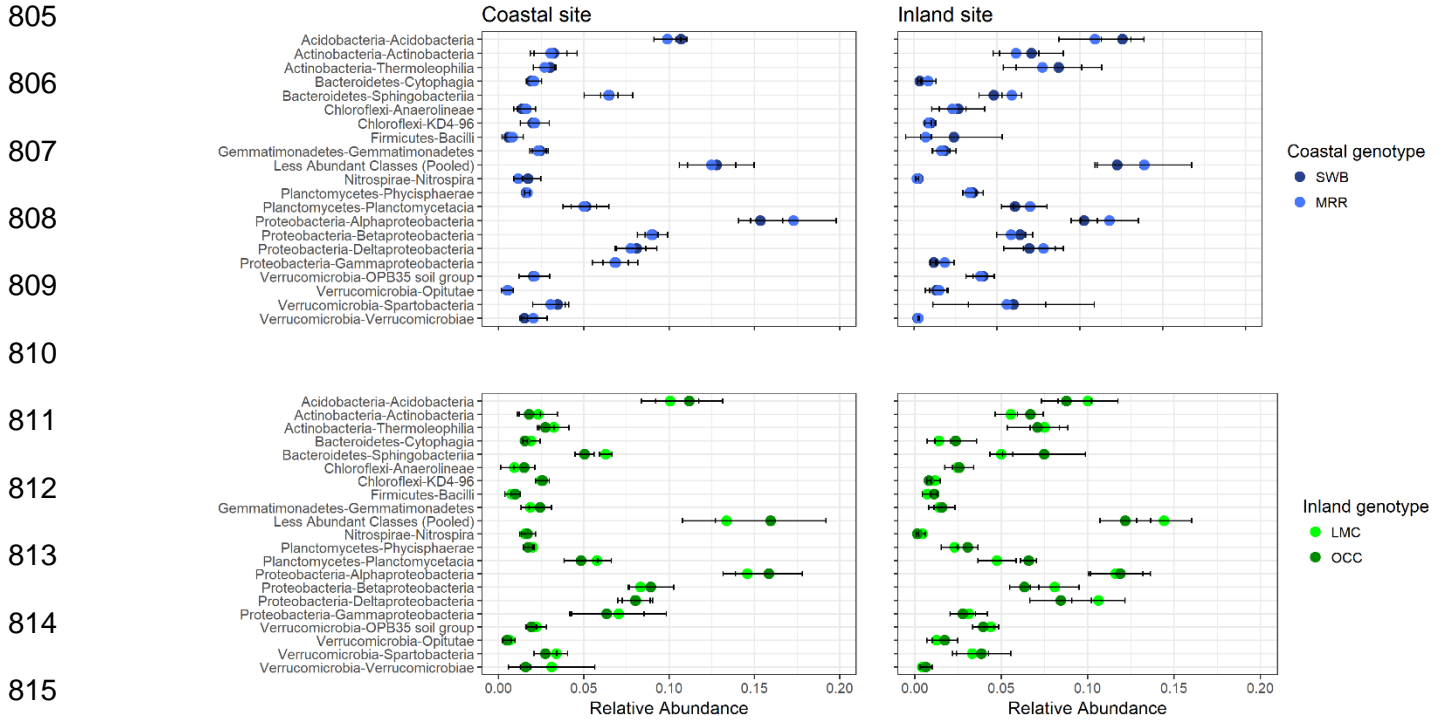 805
Coastal site
Inland site
Acidobacteria-Acidobacteria
Actinobacteria-Actinobacteria
Actinobacteria-Thermoleophilia
806
Bacteroidetes-Cytophagia
Bacteroidetes-Sphingobacteriia
Chloroflexi-Anaerolineae
Chloroflexi-KD4-96
Firmicutes-Bacilli
807
Gemmatimonadetes-Gemmatimonadetes
Less Abundant Classes (Pooled)
Nitrospirae-Nitrospira
Planctomycetes-Phycisphaerae
Planctomycetes-Planctomycetacia
808
Proteobacteria-Alphaproteobacteria
Proteobacteria-Betaproteobacteria
Proteobacteria-Deltaproteobacteria
Proteobacteria-Gammaproteobacteria
Verrucomicrobia-OPB35 soil group
809
Verrucomicrobia-Opitutae
Verrucomicrobia-Spartobacteria
Verrucomicrobia-Verrucomicrobiae
Coastal genotype
SWB
MRR
810
Acidobacteria-Acidobacteria
811
Actinobacteria-Actinobacteria
Actinobacteria-Thermoleophilia
Bacteroidetes-Cytophagia
Bacteroidetes-Sphingobacteriia
Chloroflexi-Anaerolineae
812
Chloroflexi-KD4-96
Firmicutes-Bacilli
Gemmatimonadetes-Gemmatimonadetes
Less Abundant Classes (Pooled)
Nitrospirae-Nitrospira
813
Planctomycetes-Phycisphaerae
Planctomycetes-Planctomycetacia
Proteobacteria-Alphaproteobacteria
Proteobacteria-Betaproteobacteria
Proteobacteria-Deltaproteobacteria
Proteobacteria-Gammaproteobacteria
814
Verrucomicrobia-OPB35 soil group
Verrucomicrobia-Opitutae
Verrucomicrobia-Spartobacteria
Verrucomicrobia-Verrucomicrobiae
Inland genotype
LMC
OCC
815
0.00 0.05 0.10 0.15 0.20
Relative Abundance
0.00 0.05 0.10 0.15 0.20
Relative Abundance